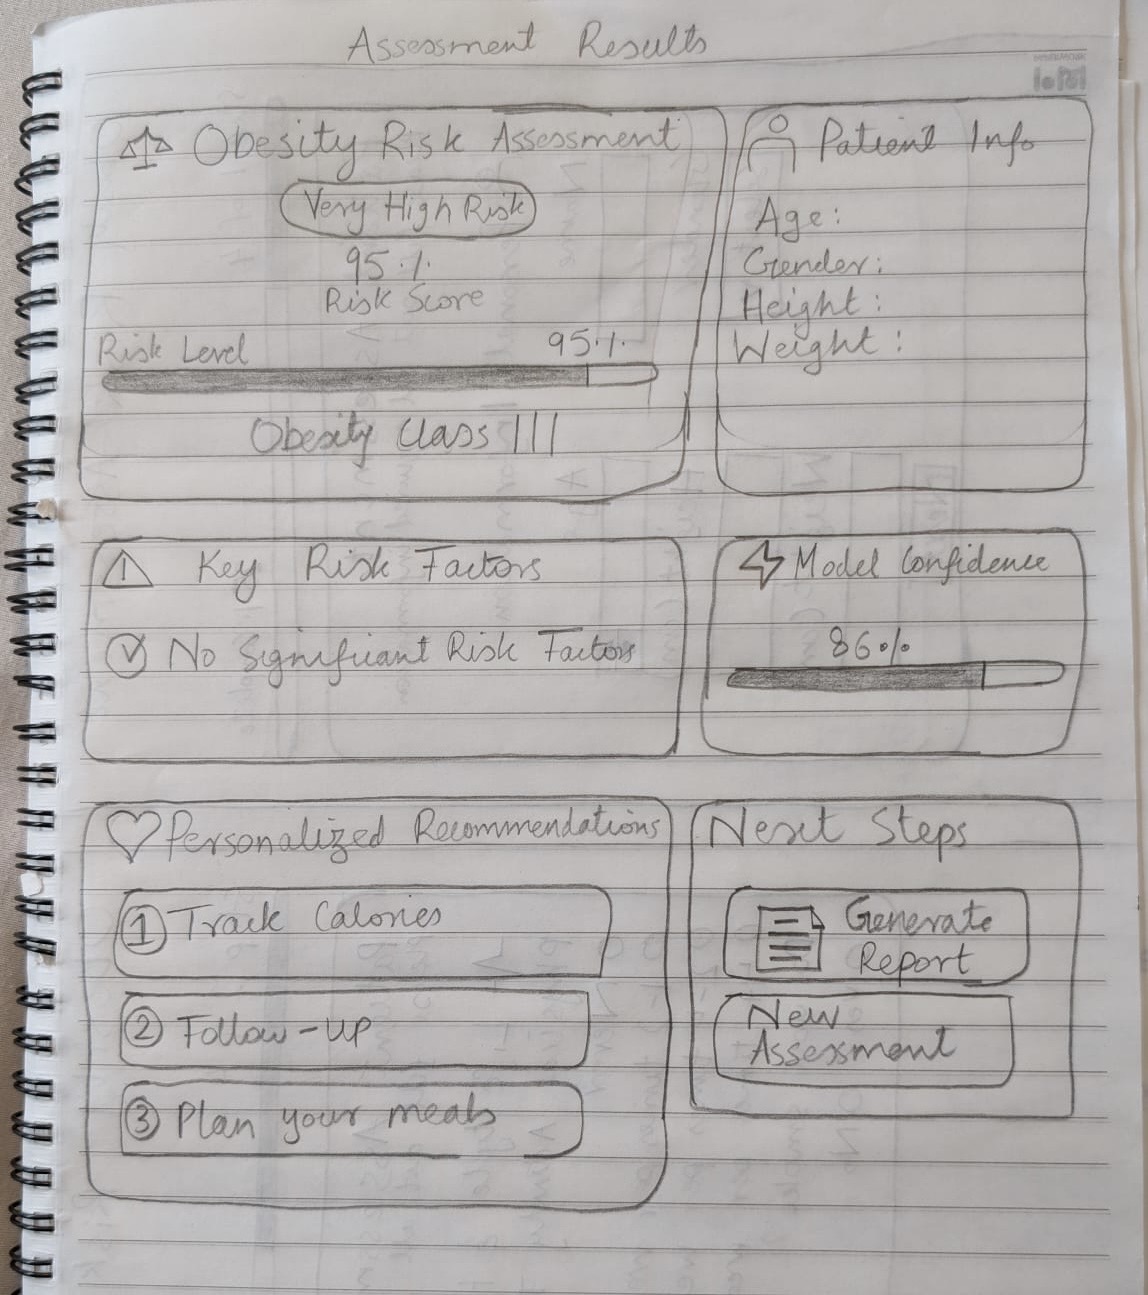 Assessment Results
Obesity Risk Assessment
Very High Risk
95%
Risk Score
Risk Level 95%
Obesity Class III
Patient Info
Age:
Gender:
Height:
Weight:
Key Risk Factors
No Significant Risk Factors
Model Confidence
86%
Personalized Recommendations
1 Track Calories
2 Follow-up
3 Plan your meals
Next Steps
Generate
Report
New
Assessment